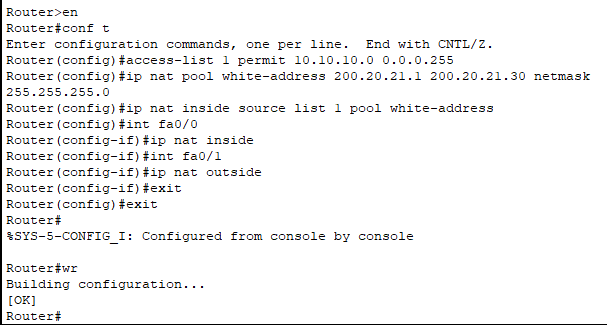 Router>en
Router#conf t
Enter configuration commands, one per line.  End with CNTL/Z.
Router(config)#access-list 1 permit 10.10.10.0 0.0.0.255
Router(config)#ip nat pool white-address 200.20.21.1 200.20.21.30 netmask
255.255.255.0
Router(config)#ip nat inside source list 1 pool white-address
Router(config)#int fa0/0
Router(config-if)#ip nat inside
Router(config-if)#int fa0/1
Router(config-if)#ip nat outside
Router(config-if)#exit
Router(config)#exit
Router#
%SYS-5-CONFIG_I: Configured from console by console
Router#wr
Building configuration...
[OK]
Router#